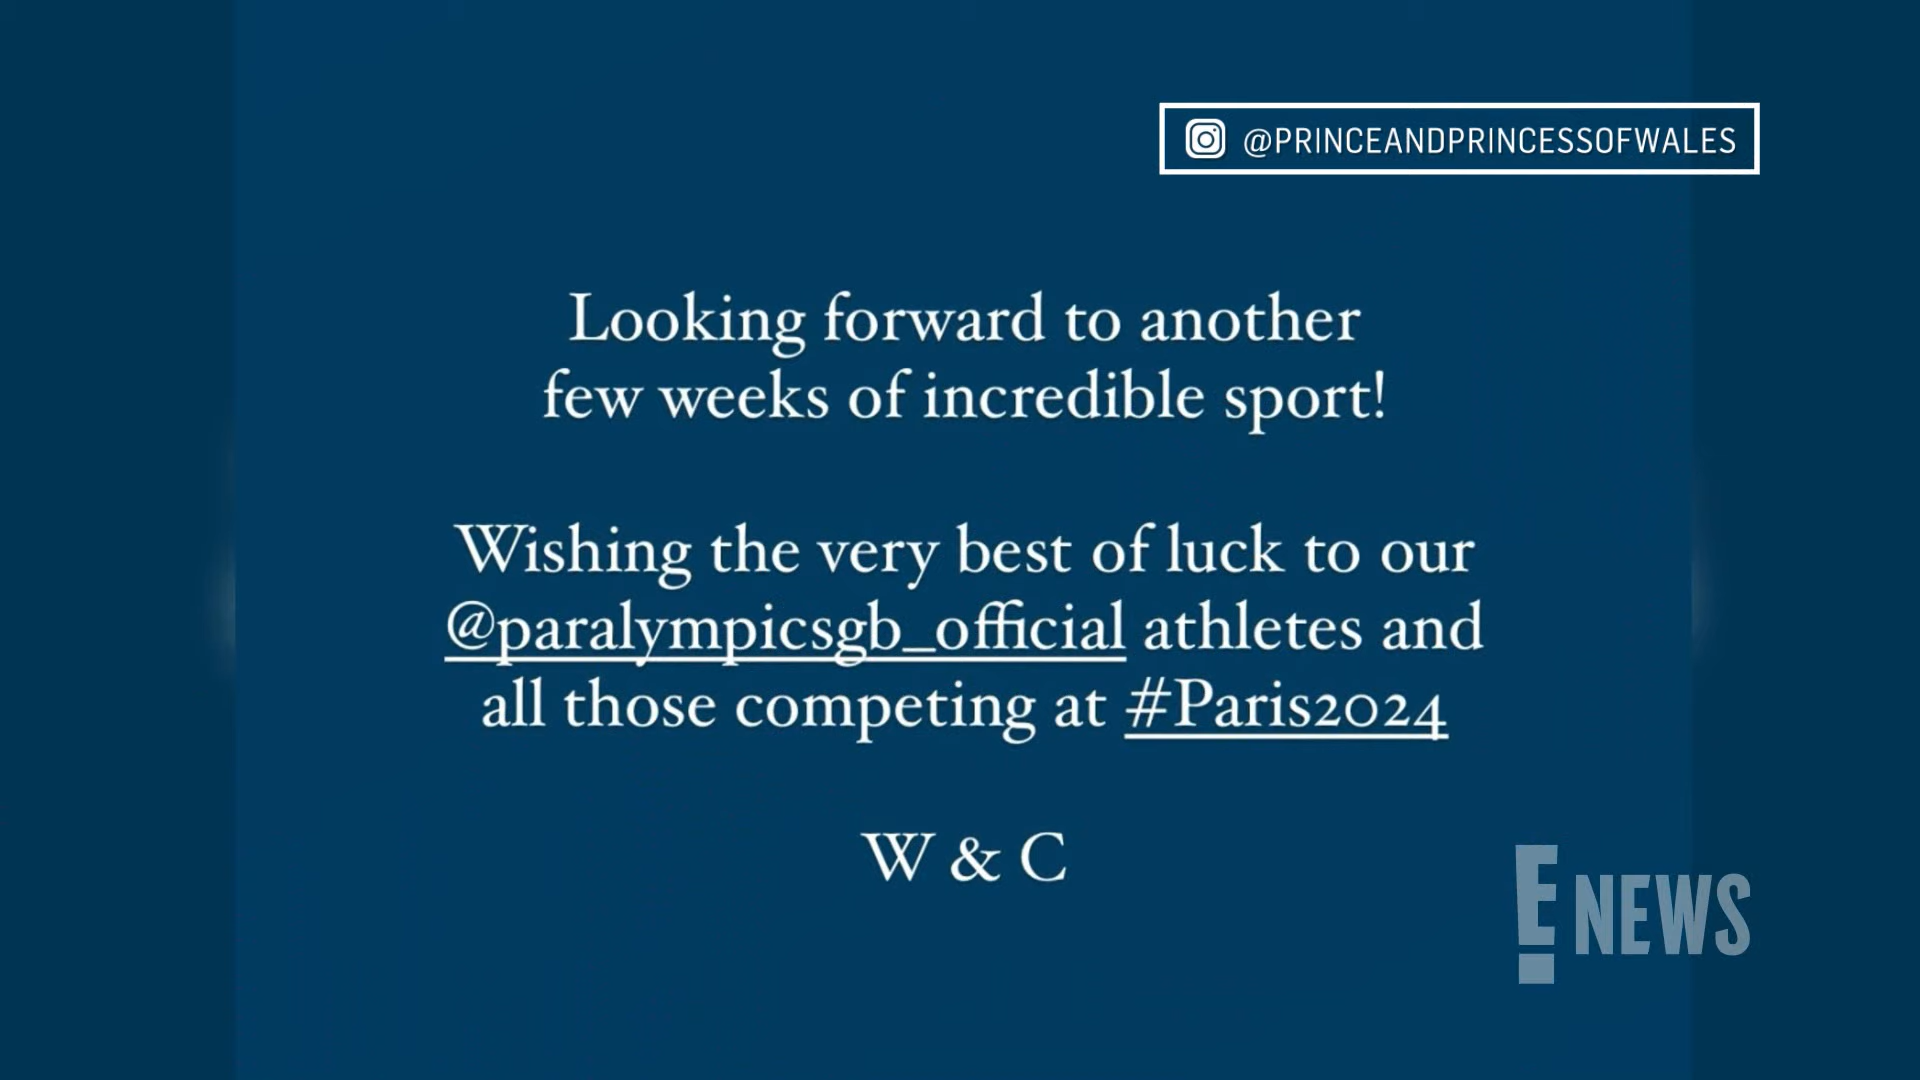 @PRINCEANDPRINCESSOFWALES
Looking forward to another
few weeks of incredible sport!
Wishing the very best of luck to our
@paralympicsgb_official athletes and
all those competing at #Paris2024
W & C
E! NEWS